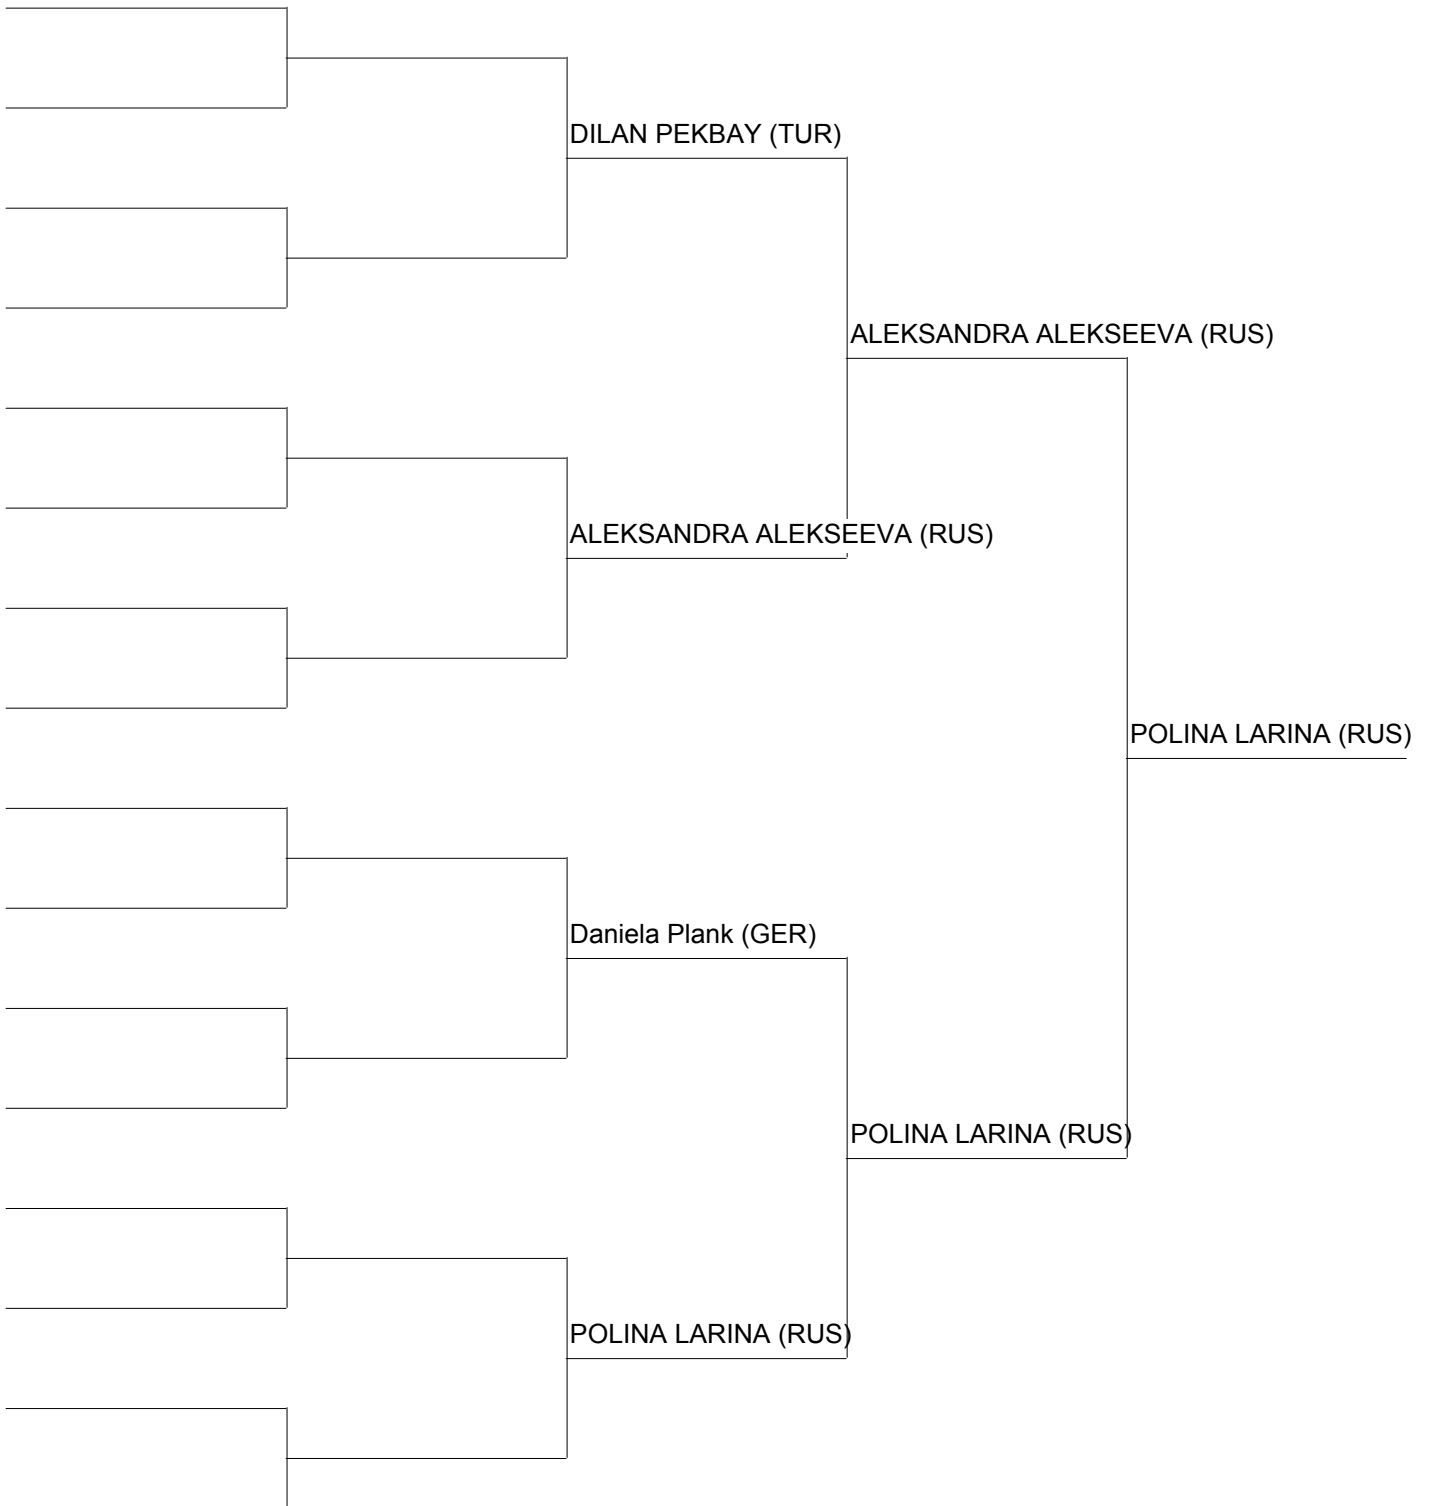 DILAN PEKBAY (TUR)
ALEKSANDRA ALEKSEEVA (RUS)
ALEKSANDRA ALEKSEEVA (RUS)
POLINA LARINA (RUS)
Daniela Plank (GER)
POLINA LARINA (RUS)
POLINA LARINA (RUS)